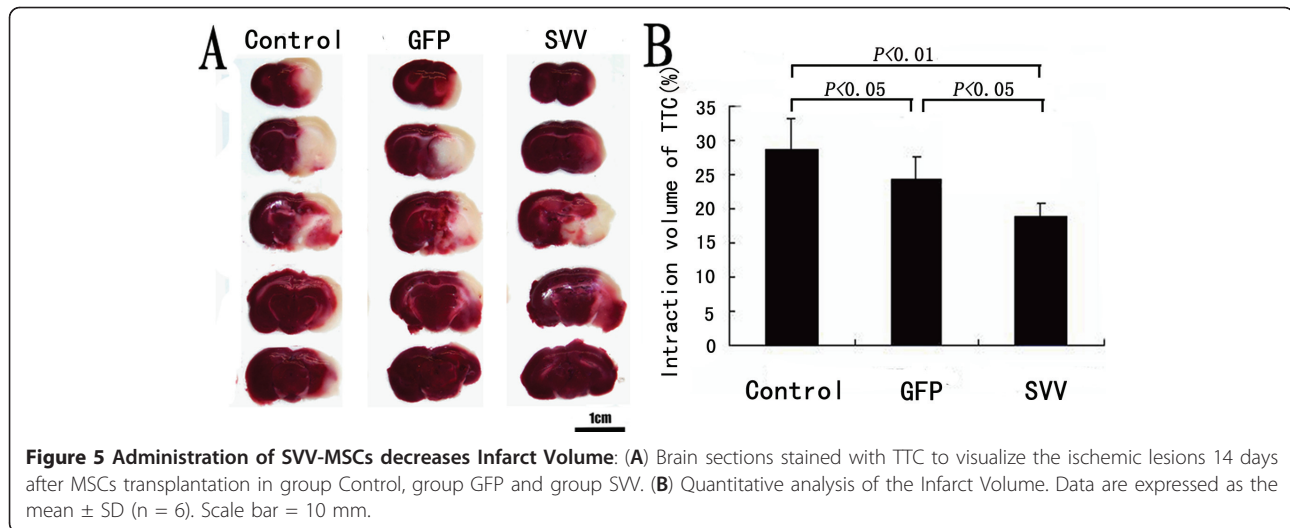 A
Control GFP SVV
1cm
B
P<0.01
P<0.05 P<0.05
Intraction volume of TTC(%)
35
30
25
20
15
10
5
0
Control GFP SVV
Figure 5 Administration of SVV-MSCs decreases Infarct Volume: (A) Brain sections stained with TTC to visualize the ischemic lesions 14 days
after MSCs transplantation in group Control, group GFP and group SVV. (B) Quantitative analysis of the Infarct Volume. Data are expressed as the
mean ± SD (n = 6). Scale bar = 10 mm.